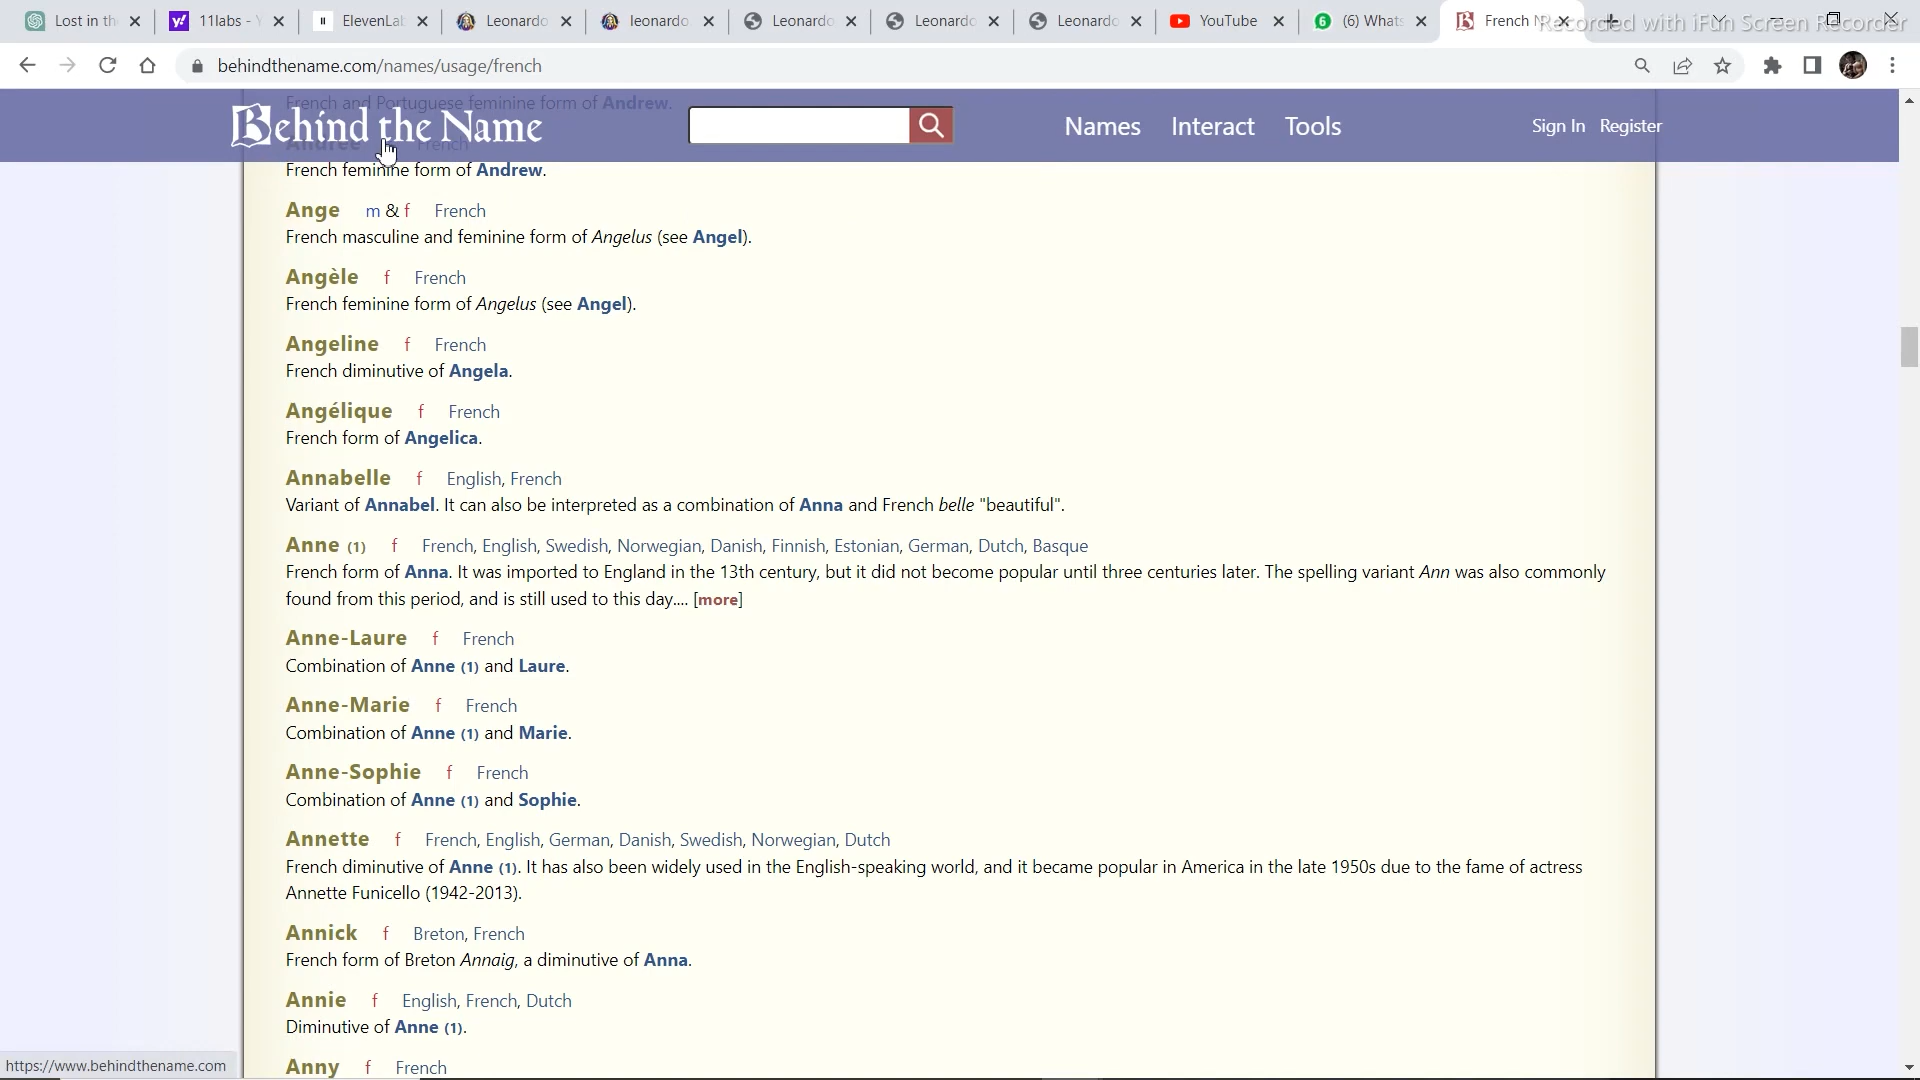 Lost in th
11labs - Y
ElevenLab
Leonardo
leonardo.
Leonardo
Leonardo
Leonardo
YouTube
(6) Whats
French N
Recorded with iFun Screen Recorder
behindthename.com/names/usage/french
French and Portuguese feminine form of Andrew.
Behind the Name
Names
Interact
Tools
Sign In
Register
Andrée f French
French feminine form of Andrew.
Ange m & f French
French masculine and feminine form of Angelus (see Angel).
Angèle f French
French feminine form of Angelus (see Angel).
Angeline f French
French diminutive of Angela.
Angélique f French
French form of Angelica.
Annabelle f English, French
Variant of Annabel. It can also be interpreted as a combination of Anna and French belle "beautiful".
Anne (1) f French, English, Swedish, Norwegian, Danish, Finnish, Estonian, German, Dutch, Basque
French form of Anna. It was imported to England in the 13th century, but it did not become popular until three centuries later. The spelling variant Ann was also commonly
found from this period, and is still used to this day.... [more]
Anne-Laure f French
Combination of Anne (1) and Laure.
Anne-Marie f French
Combination of Anne (1) and Marie.
Anne-Sophie f French
Combination of Anne (1) and Sophie.
Annette f French, English, German, Danish, Swedish, Norwegian, Dutch
French diminutive of Anne (1). It has also been widely used in the English-speaking world, and it became popular in America in the late 1950s due to the fame of actress
Annette Funicello (1942-2013).
Annick f Breton, French
French form of Breton Annaig, a diminutive of Anna.
Annie f English, French, Dutch
Diminutive of Anne (1).
Anny f French
https://www.behindthename.com